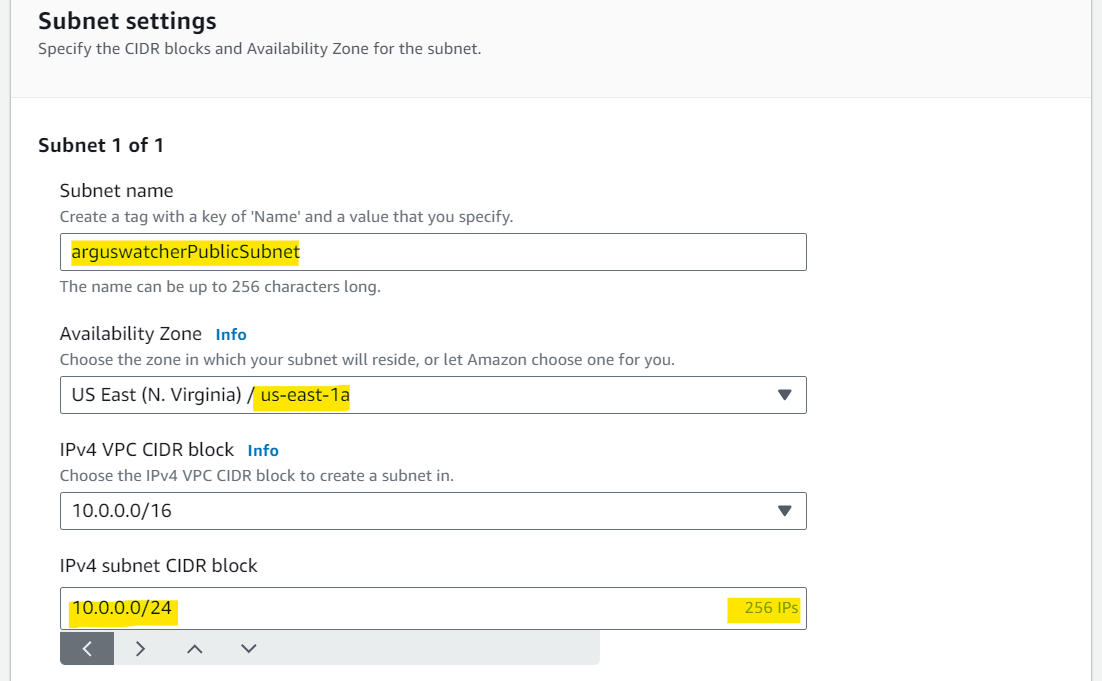 Subnet settings
Specify the CIDR blocks and Availability Zone for the subnet.
Subnet 1 of 1
Subnet name
Create a tag with a key of 'Name' and a value that you specify.
arguswatcherPublicSubnet
The name can be up to 256 characters long.
Availability Zone Info
Choose the zone in which your subnet will reside, or let Amazon choose one for you.
US East (N. Virginia) / us-east-1a
IPv4 VPC CIDR block Info
Choose the IPv4 VPC CIDR block to create a subnet in.
10.0.0.0/16
IPv4 subnet CIDR block
10.0.0.0/24 256 IPs